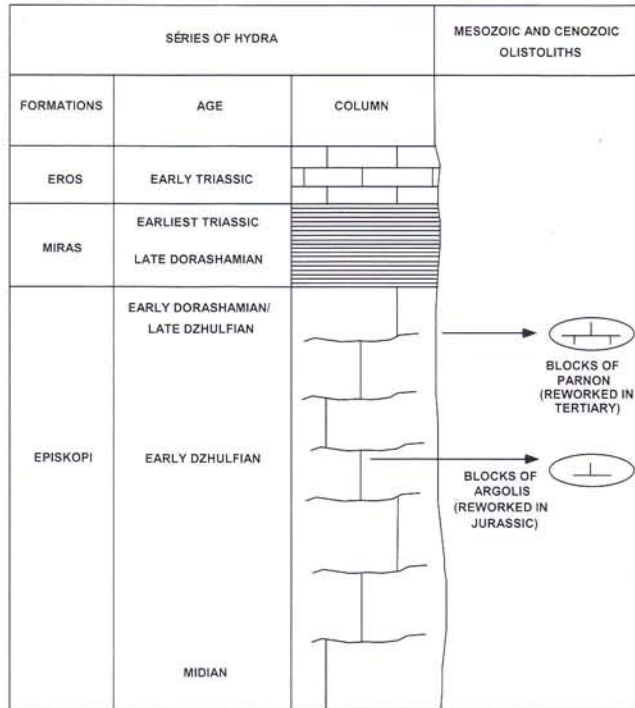 SÉRIES OF HYDRA
MESOZOIC AND CENOZOIC
OLISTOLITHS
FORMATIONS
AGE
COLUMN
EROS
EARLY TRIASSIC
MIRAS
EARLIEST TRIASSIC
LATE DORASHAMIAN
EPISKOPI
EARLY DORASHAMIAN/
LATE DZHULFIAN
EARLY DZHULFIAN
MIDIAN
BLOCKS OF
PARNON
(REWORKED IN
TERTIARY)
BLOCKS OF
ARGOLIS
(REWORKED IN
JURASSIC)